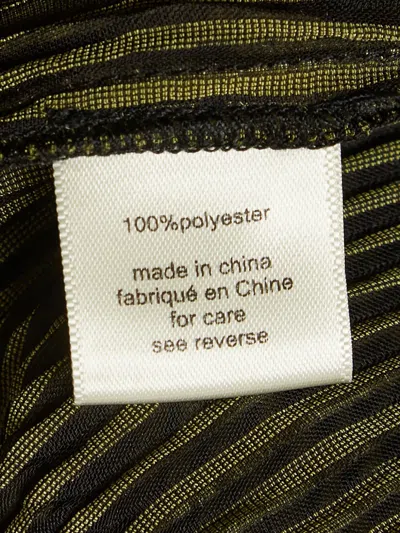 100%polyester
made in china
fabriqué en Chine
for care
see reverse